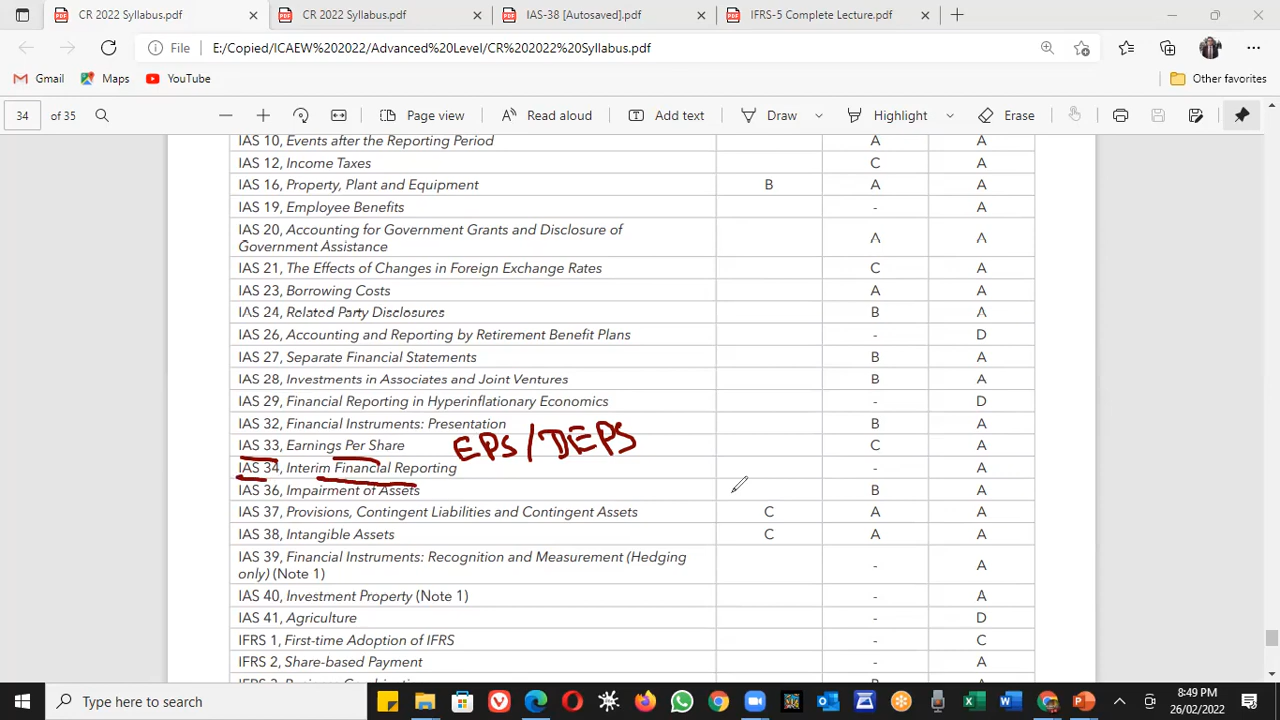 CR 2022 Syllabus.pdf CR 2022 Syllabus.pdf IAS-38 [Autosaved].pdf IFRS-5 Complete Lecture.pdf
File E:/Copied/ICAEW%202022/Advanced%20Level/CR%202022%20Syllabus.pdf
Gmail Maps YouTube Other favorites
34 of 35 Page view Read aloud Add text Draw Highlight Erase
IAS 10, Events after the Reporting Period A A
IAS 12, Income Taxes C A
IAS 16, Property, Plant and Equipment B A A
IAS 19, Employee Benefits - A
IAS 20, Accounting for Government Grants and Disclosure of
Government Assistance A A
IAS 21, The Effects of Changes in Foreign Exchange Rates C A
IAS 23, Borrowing Costs A A
IAS 24, Related Party Disclosures B A
IAS 26, Accounting and Reporting by Retirement Benefit Plans - D
IAS 27, Separate Financial Statements B A
IAS 28, Investments in Associates and Joint Ventures B A
IAS 29, Financial Reporting in Hyperinflationary Economics - D
IAS 32, Financial Instruments: Presentation B A
IAS 33, Earnings Per Share EPS/DEPS C A
IAS 34, Interim Financial Reporting - A
IAS 36, Impairment of Assets B A
IAS 37, Provisions, Contingent Liabilities and Contingent Assets C A A
IAS 38, Intangible Assets C A A
IAS 39, Financial Instruments: Recognition and Measurement (Hedging
only) (Note 1) - A
IAS 40, Investment Property (Note 1) - A
IAS 41, Agriculture - D
IFRS 1, First-time Adoption of IFRS - C
IFRS 2, Share-based Payment - A
Type here to search
8:49 PM
26/02/2022